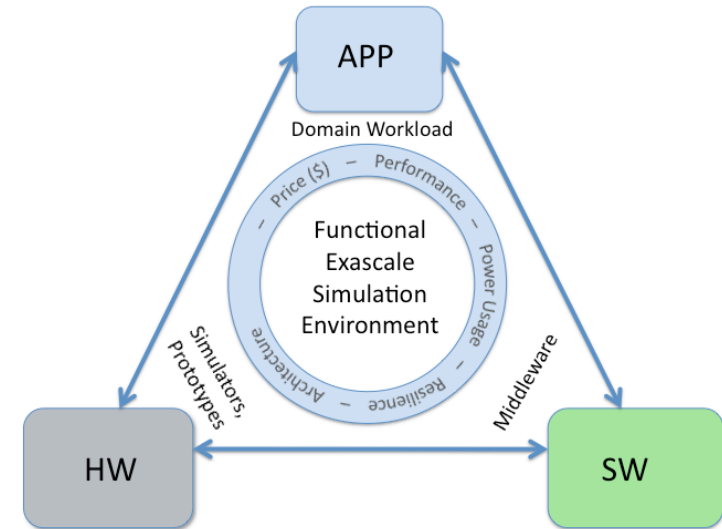 APP
Domain Workload
– Price ($) – Performance – Power Usage – Resilience – Architecture
Functional
Exascale
Simulation
Environment
Simulators,
Prototypes
Middleware
HW
SW